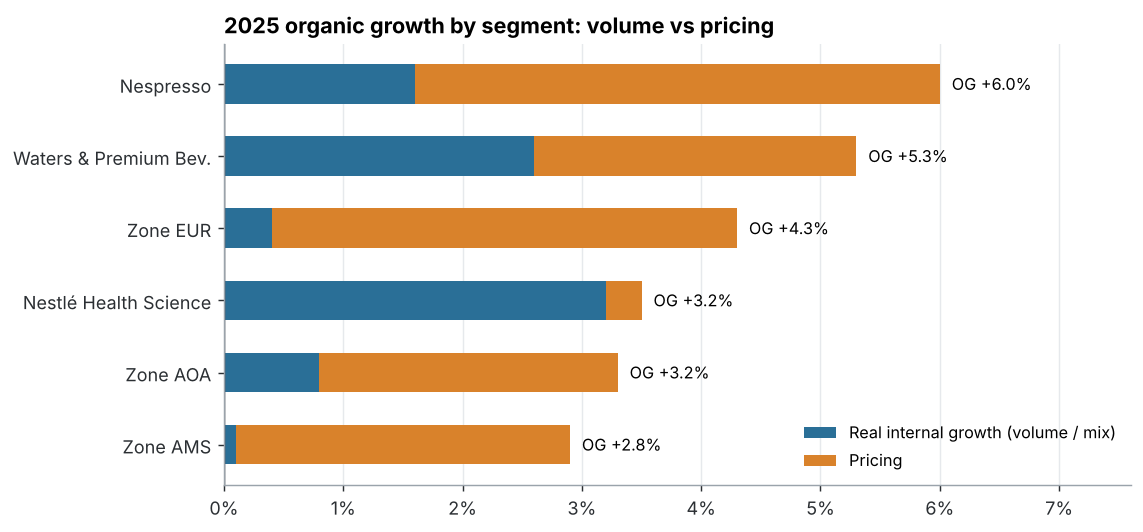 2025 organic growth by segment: volume vs pricing
Nespresso
OG +6.0%
Waters & Premium Bev.
OG +5.3%
Zone EUR
OG +4.3%
Nestlé Health Science
OG +3.2%
Zone AOA
OG +3.2%
Zone AMS
OG +2.8%
Real internal growth (volume / mix)
Pricing
0% 1% 2% 3% 4% 5% 6% 7%